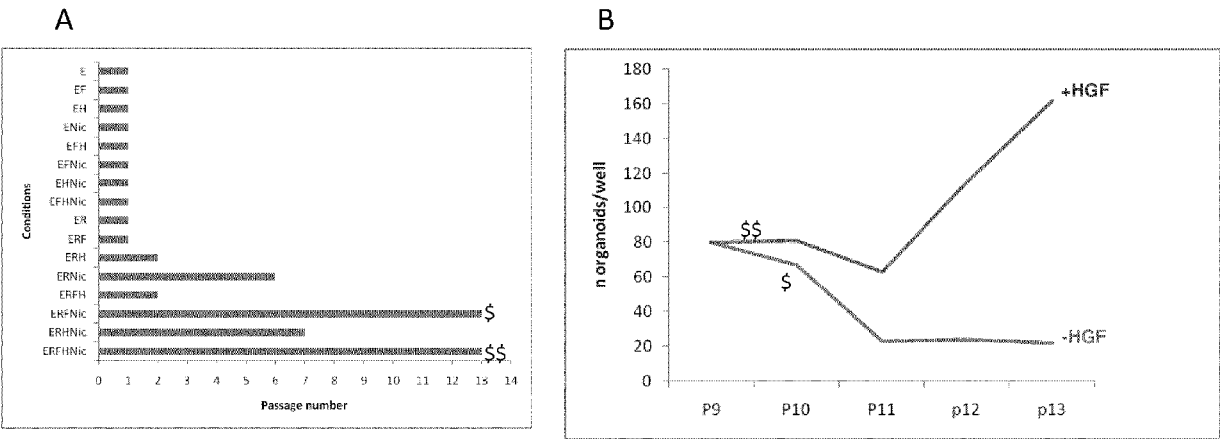 A
B
Conditions
E
EF
EH
ENic
EFH
EFNic
EHNic
EFHNic
ER
ERF
ERH
ERNic
ERFH
ERFNic
$
ERHNic
ERFHNic
$$
0 1 2 3 4 5 6 7 8 9 10 11 12 13 14
Passage number
n organoids/well
180
160
140
120
100
80
60
40
20
0
+HGF
$$
$
-HGF
P9 P10 P11 p12 p13